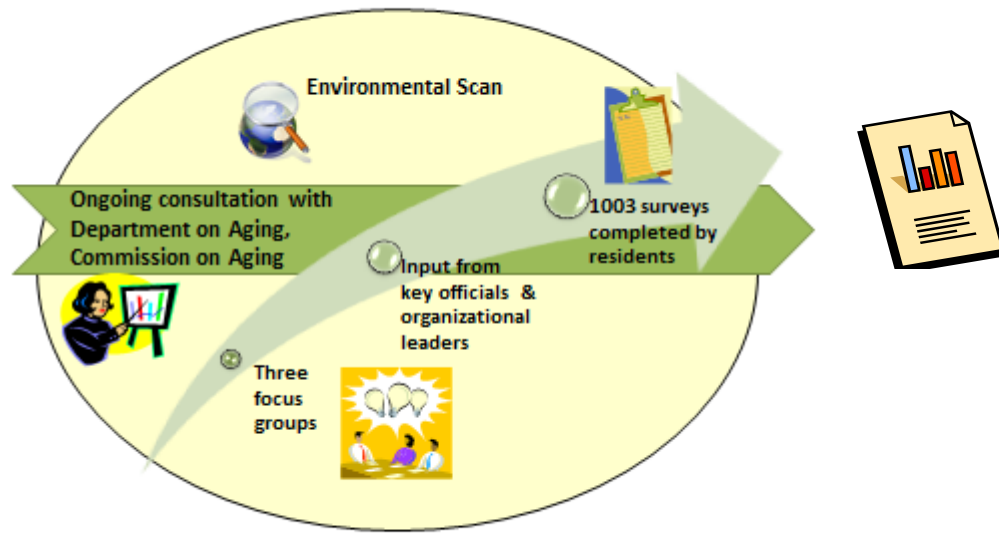 Environmental Scan
Ongoing consultation with
Department on Aging,
Commission on Aging
1003 surveys
completed by
residents
Input from
key officials &
organizational
leaders
Three
focus
groups